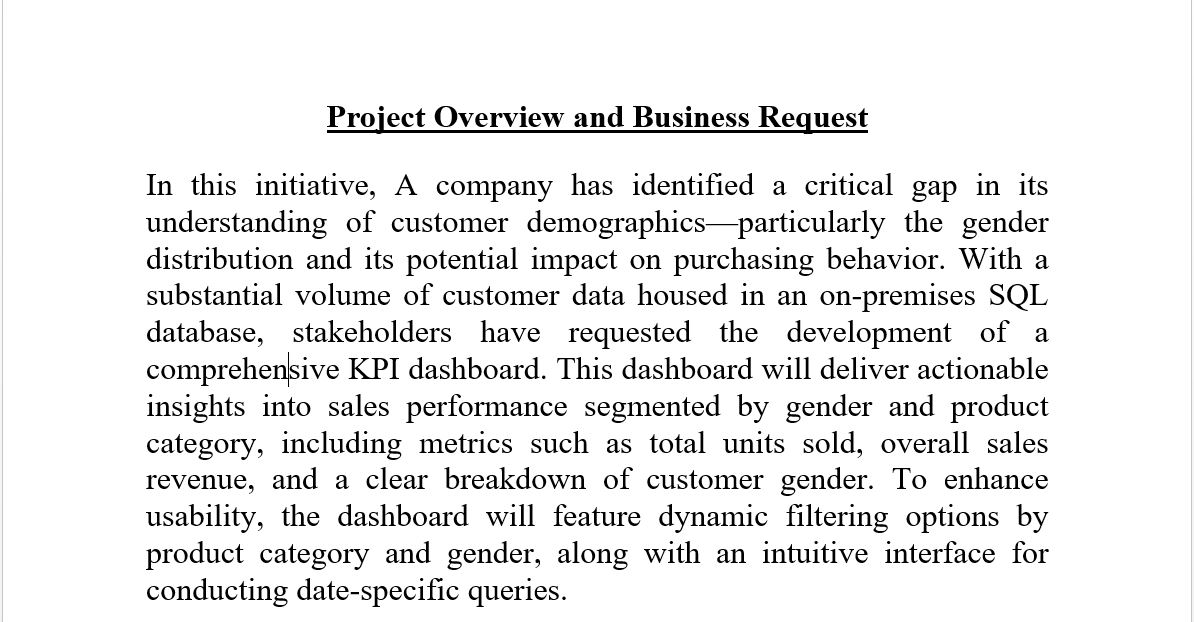 Project Overview and Business Request
In this initiative, A company has identified a critical gap in its
understanding of customer demographics—particularly the gender
distribution and its potential impact on purchasing behavior. With a
substantial volume of customer data housed in an on-premises SQL
database, stakeholders have requested the development of a
comprehensive KPI dashboard. This dashboard will deliver actionable
insights into sales performance segmented by gender and product
category, including metrics such as total units sold, overall sales
revenue, and a clear breakdown of customer gender. To enhance
usability, the dashboard will feature dynamic filtering options by
product category and gender, along with an intuitive interface for
conducting date-specific queries.